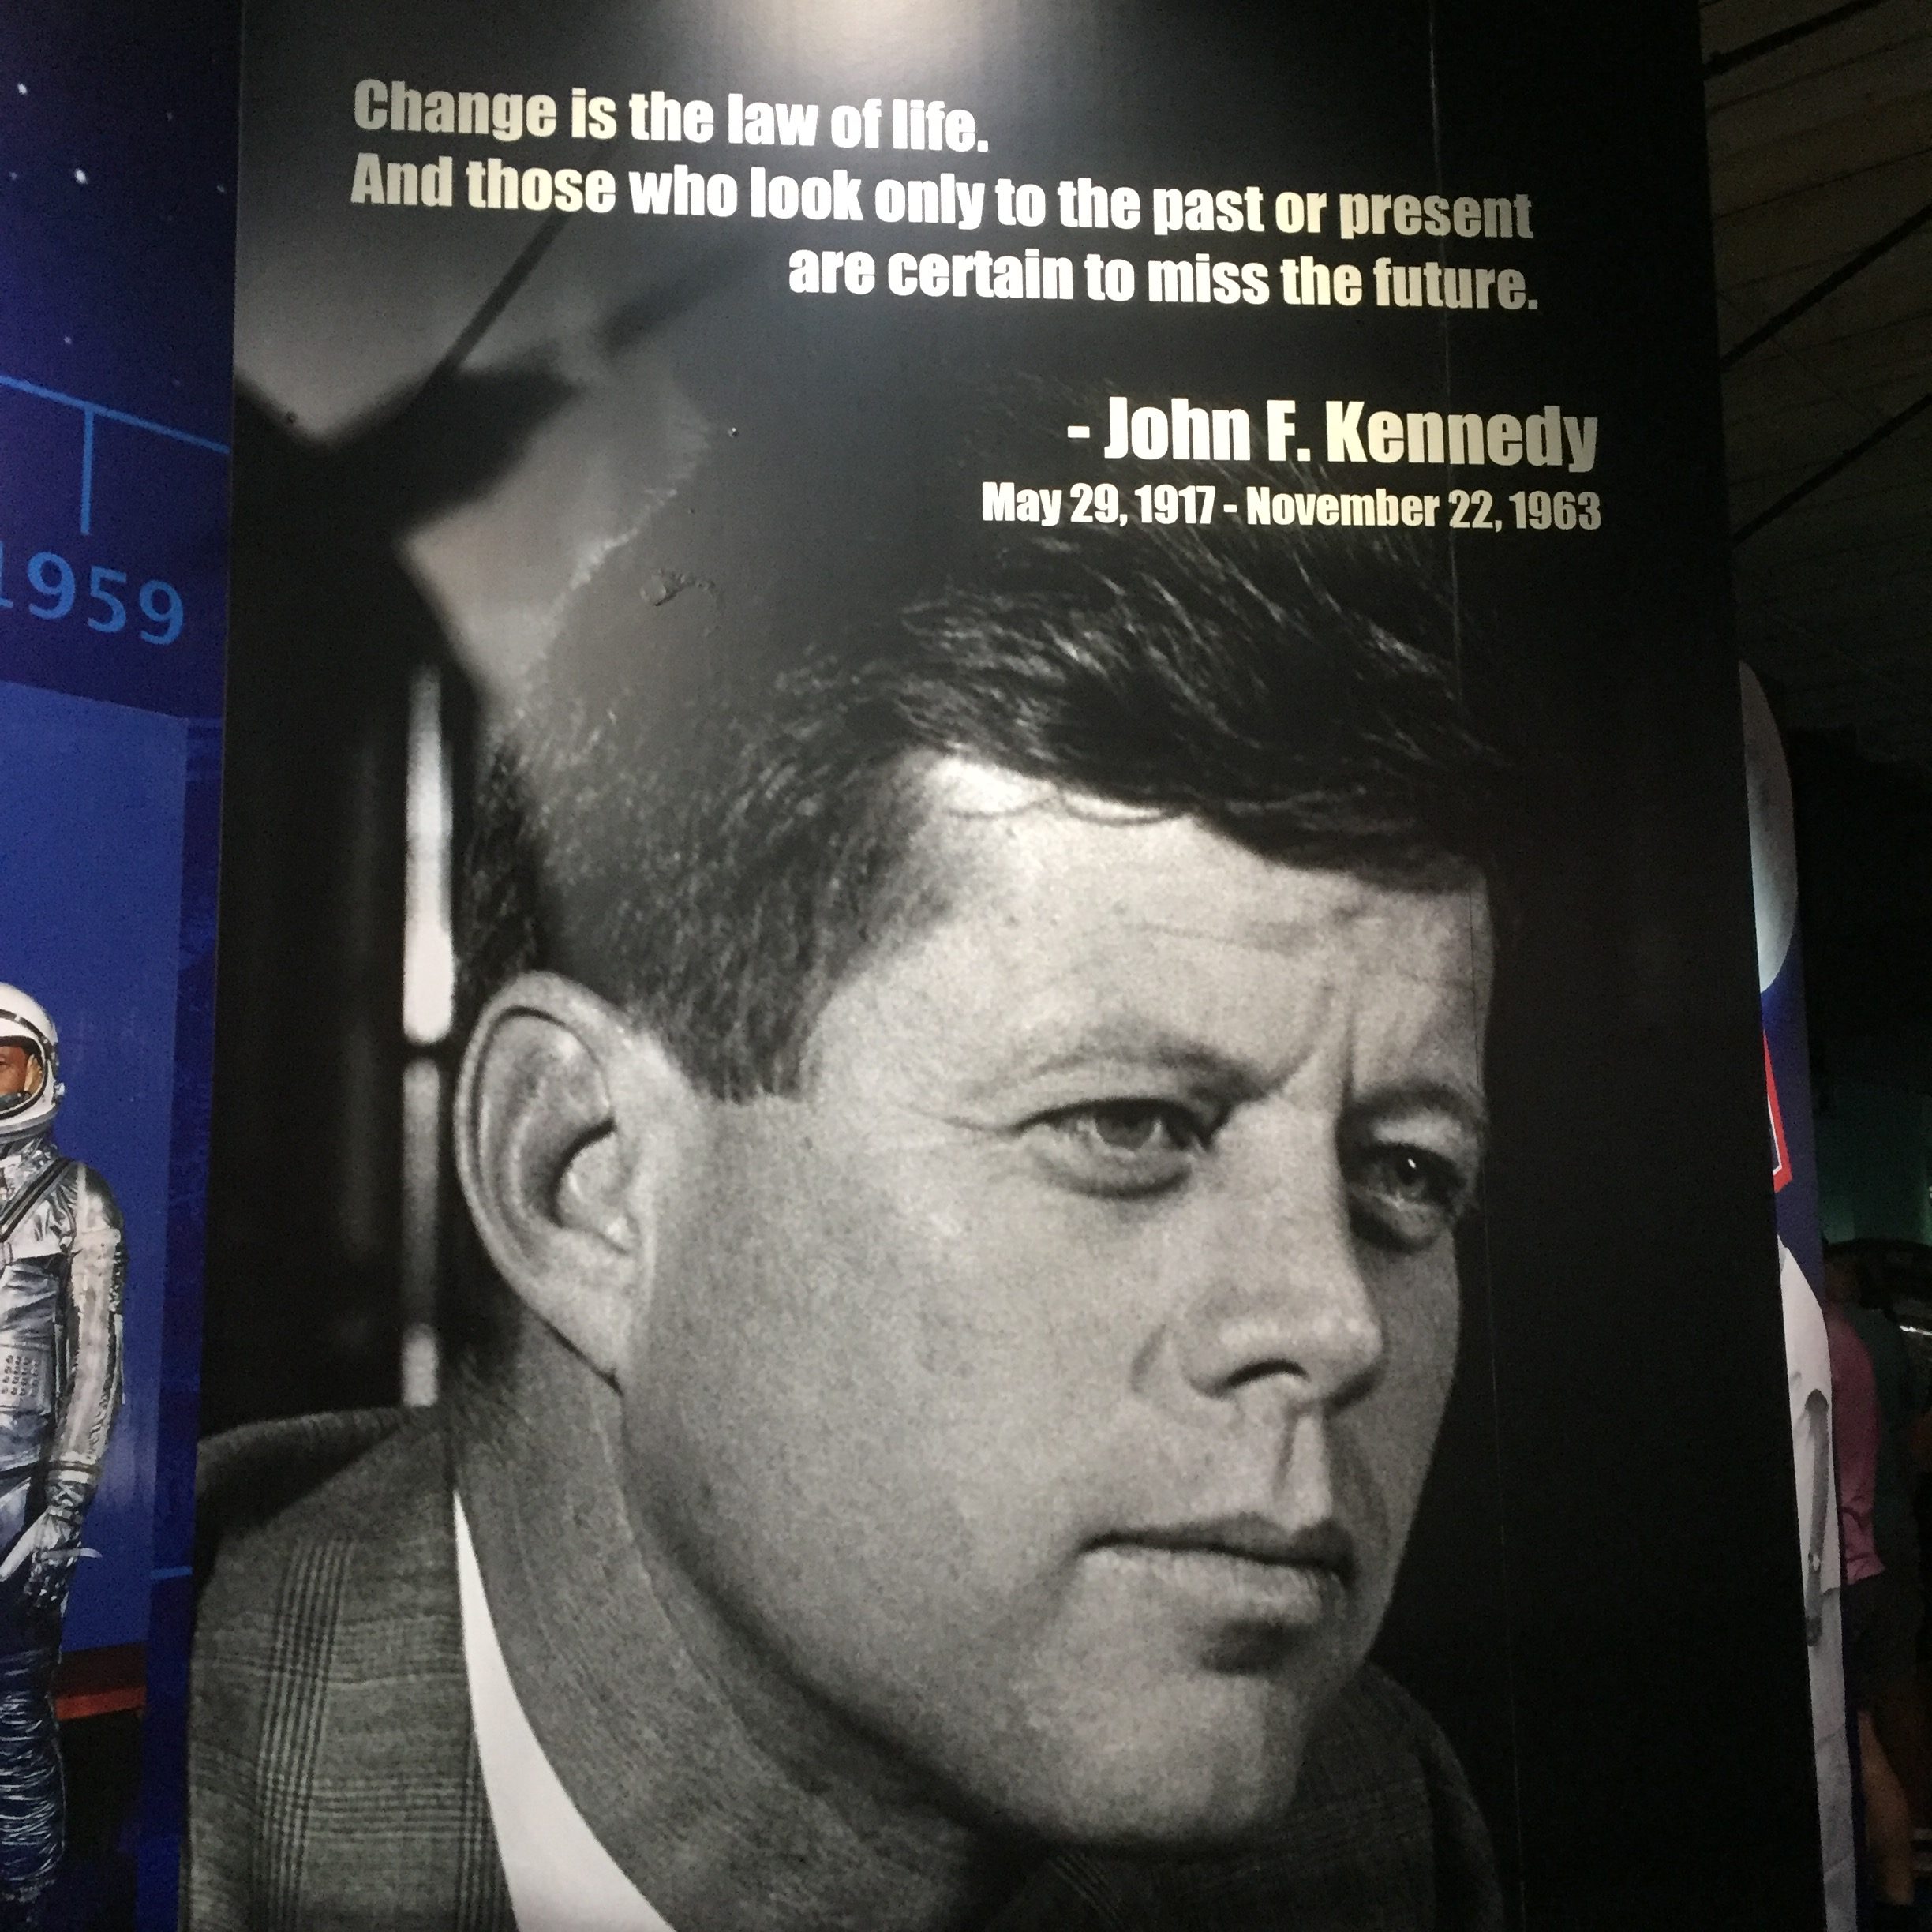 Change is the law of life.
And those who look only to the past or present
are certain to miss the future.
- John F. Kennedy
May 29, 1917 - November 22, 1963
1959